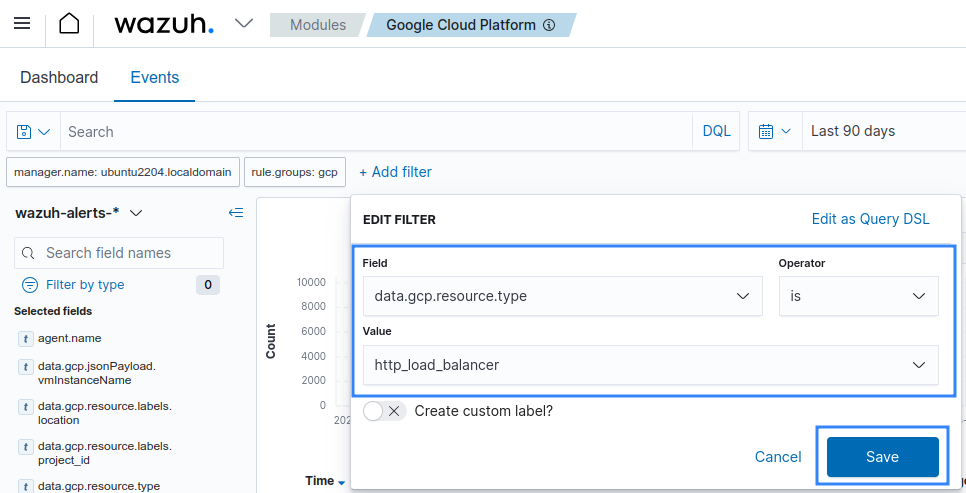 wazuh.
Modules
Google Cloud Platform
Dashboard
Events
Search
DQL
Last 90 days
manager.name: ubuntu2204.localdomain
rule.groups: gcp
+ Add filter
wazuh-alerts-*
Search field names
Filter by type
0
Selected fields
t agent.name
t data.gcp.jsonPayload.
vmInstanceName
t data.gcp.resource.labels.
location
t data.gcp.resource.labels.
project_id
t data.gcp.resource.type
Count
10000
8000
6000
4000
2000
0
Time
EDIT FILTER
Edit as Query DSL
Field
Operator
data.gcp.resource.type
is
Value
http_load_balancer
Create custom label?
Cancel
Save